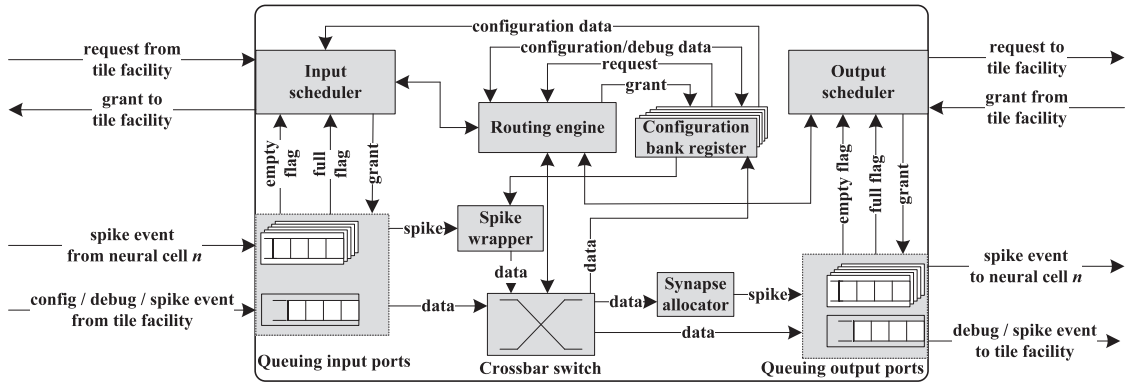 configuration data
request from
tile facility
configuration/debug data
request to
tile facility
Input
scheduler
request
Output
scheduler
grant
grant to
tile facility
grant from
tile facility
Routing engine
Configuration
bank register
empty
flag
full
flag
grant
empty flag
full flag
grant
spike
Spike
wrapper
spike event
from neural cell n
data
data
spike event
to neural cell n
config / debug / spike event
from tile facility
data
data
Synapse
allocator
spike
data
debug / spike event
to tile facility
Queuing input ports
Crossbar switch
Queuing output ports